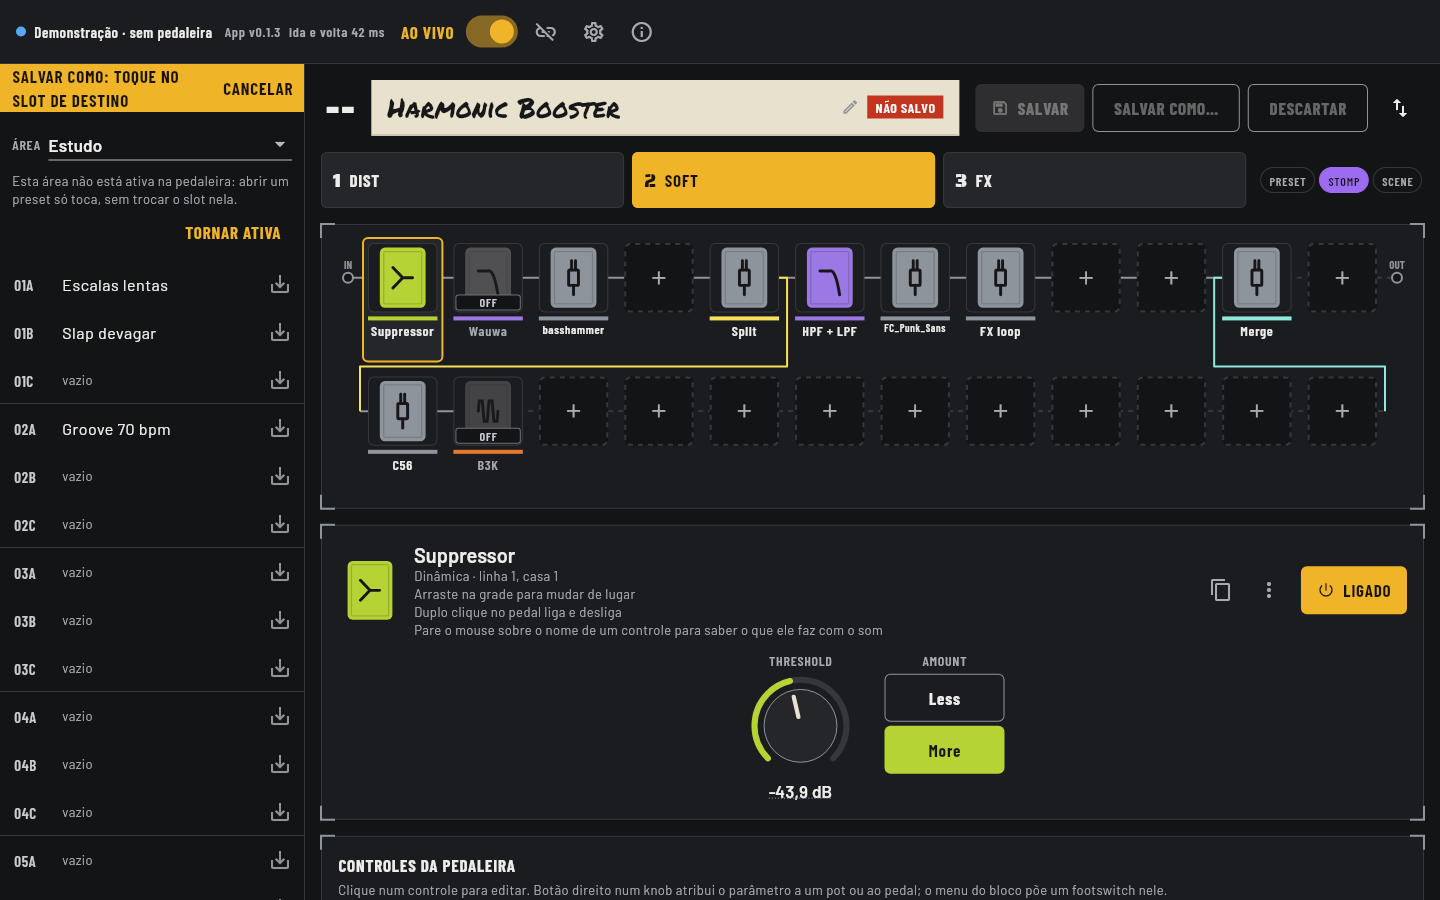 Demonstração · sem pedaleira App v0.1.3 Ida e volta 42 ms AO VIVO
SALVAR COMO: TOQUE NO SLOT DE DESTINO CANCELAR
ÁREA Estudo
Esta área não está ativa na pedaleira: abrir um
preset só toca, sem trocar o slot nela.
TORNAR ATIVA
01A Escalas lentas
01B Slap devagar
01C vazio
02A Groove 70 bpm
02B vazio
02C vazio
03A vazio
03B vazio
03C vazio
04A vazio
04B vazio
04C vazio
05A vazio
-- Harmonic Booster NÃO SALVO SALVAR SALVAR COMO... DESCARTAR
1 DIST 2 SOFT 3 FX PRESET STOMP SCENE
IN OUT
OFF
Suppressor Wauwa basshammer Split HPF + LPF FC_Punk_Sans FX loop Merge
OFF
C56 B3K
Suppressor
Dinâmica · linha 1, casa 1
Arraste na grade para mudar de lugar
Duplo clique no pedal liga e desliga
Pare o mouse sobre o nome de um controle para saber o que ele faz com o som
LIGADO
THRESHOLD AMOUNT
Less
More
-43,9 dB
CONTROLES DA PEDALEIRA
Clique num controle para editar. Botão direito num knob atribui o parâmetro a um pot ou ao pedal; o menu do bloco põe um footswitch nele.